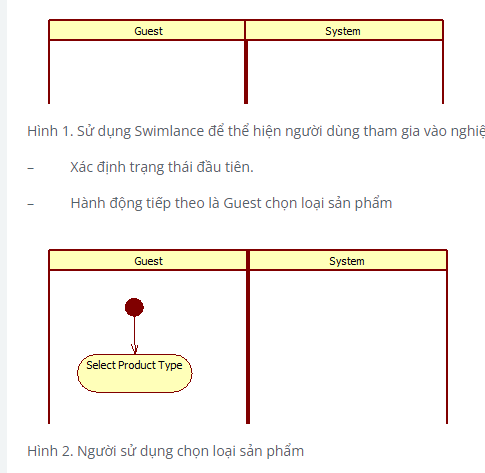 Guest System
Hình 1. Sử dụng Swimlance để thể hiện người dùng tham gia vào nghiệ
– Xác định trạng thái đầu tiên.
– Hành động tiếp theo là Guest chọn loại sản phẩm
Guest System
Select Product Type
Hình 2. Người sử dụng chọn loại sản phẩm